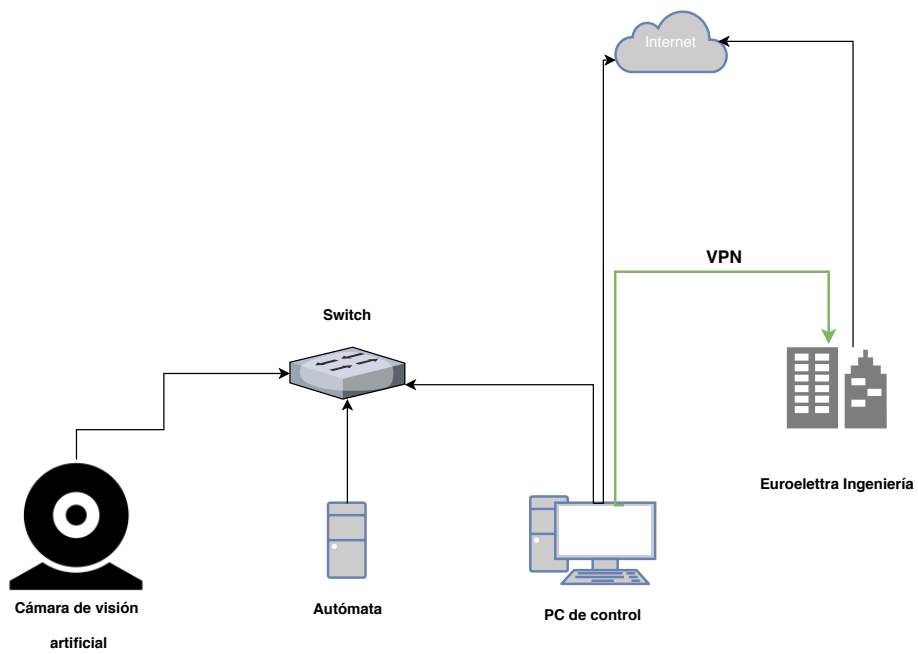 Internet
VPN
Switch
Euroelettra Ingeniería
Cámara de visión
artificial
Autómata
PC de control